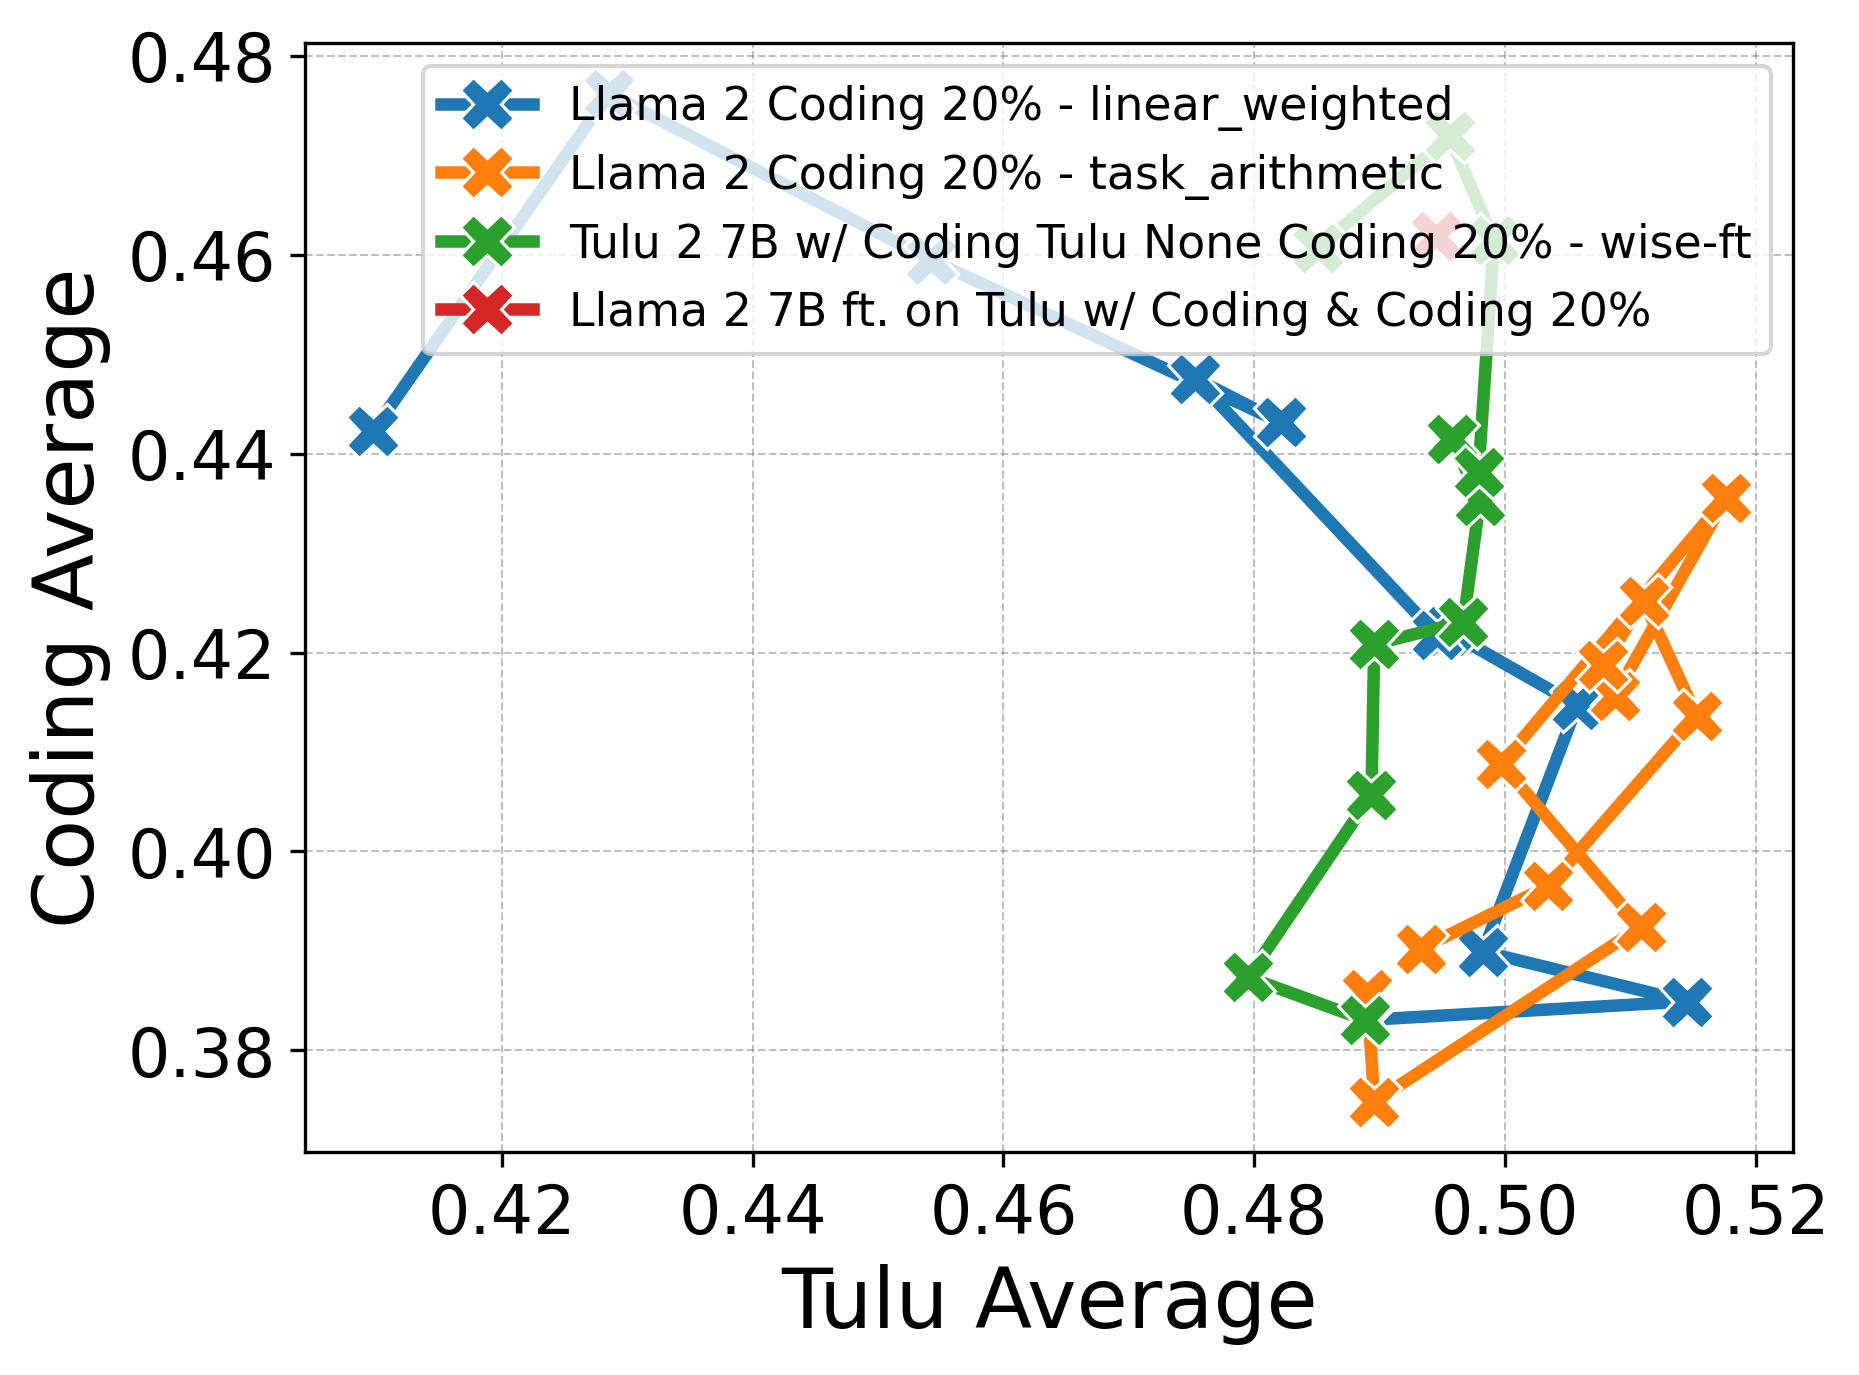 0.48
0.46
0.44
0.42
0.40
0.38
Coding Average
Llama 2 Coding 20% - linear_weighted
Llama 2 Coding 20% - task_arithmetic
Tulu 2 7B w/ Coding Tulu None Coding 20% - wise-ft
Llama 2 7B ft. on Tulu w/ Coding & Coding 20%
0.42 0.44 0.46 0.48 0.50 0.52
Tulu Average